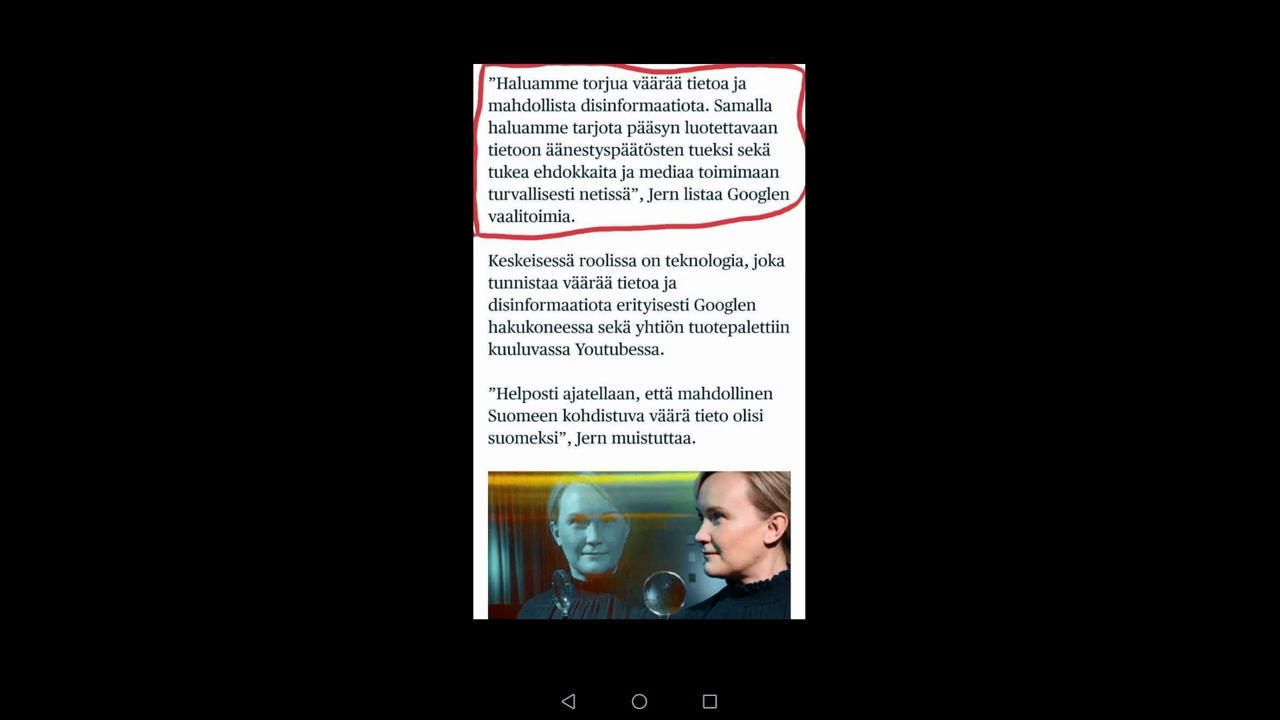 ”Haluamme torjua väärää tietoa ja
mahdollista disinformaatiota. Samalla
haluamme tarjota pääsyn luotettavaan
tietoon äänestyspäätösten tueksi sekä
tukea ehdokkaita ja mediaa toimimaan
turvallisesti netissä”, Jern listaa Googlen
vaalitoimia.
Keskeisessä roolissa on teknologia, joka
tunnistaa väärää tietoa ja
disinformaatiota erityisesti Googlen
hakukoneessa sekä yhtiön tuotepalettiin
kuuluvassa Youtubessa.
”Helposti ajatellaan, että mahdollinen
Suomeen kohdistuva väärä tieto olisi
suomeksi”, Jern muistuttaa.